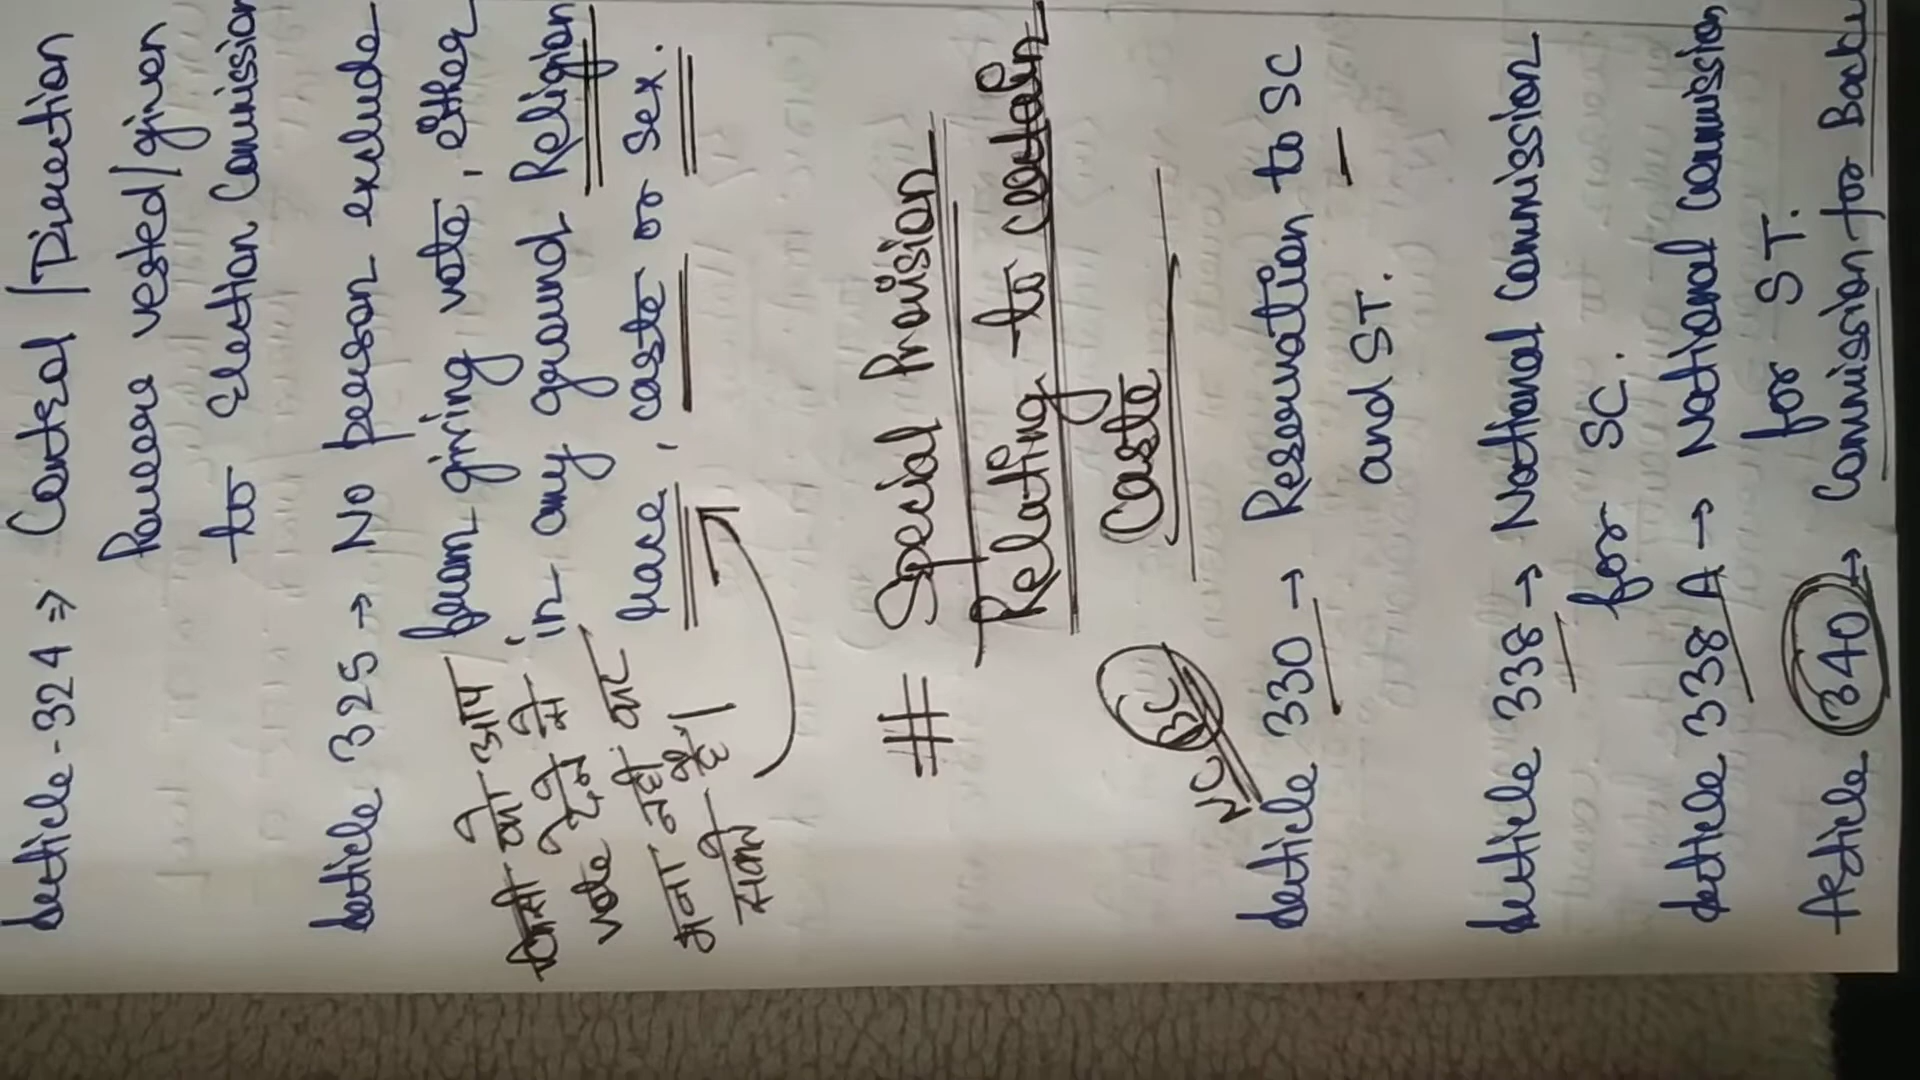 Article-324 ⇒ Control / Direction
Power vested/given
to Election Commission
Article 325 → No person exclude
from giving vote, either
in any ground Religion
race, caste or sex.
किसी को आप
vote देने से
मना नहीं कर
सकते है।
# Special Provision
Relating to certain
Caste
NCBC
Article 330 → Reservation to SC
and ST.
Article 338 → National Commission
for SC.
Article 338 A → National Commission
for ST.
Article 340 → Commission for Back